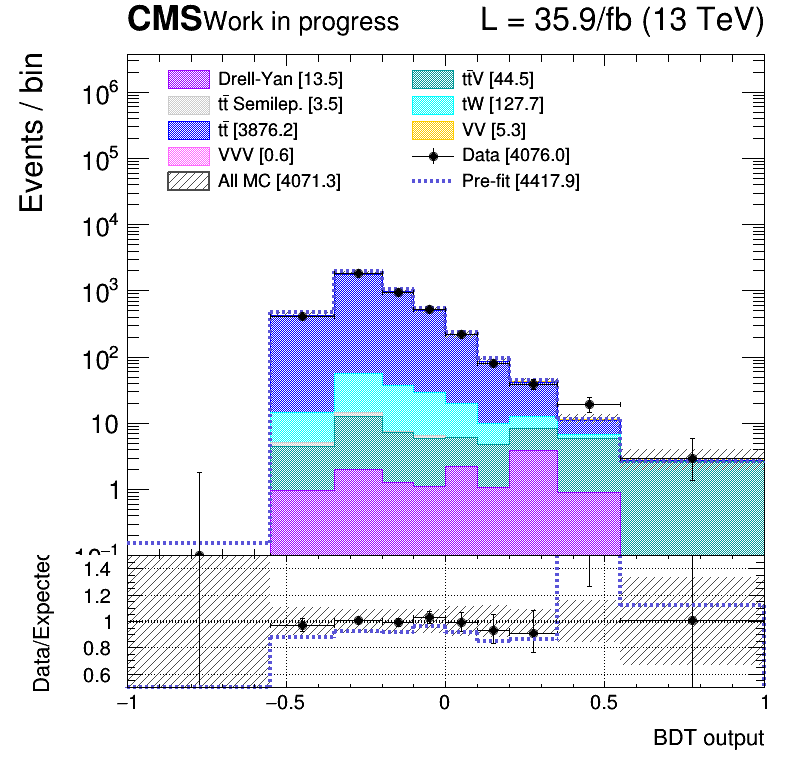 CMS Work in progress L = 35.9/fb (13 TeV)
Events / bin
Drell-Yan [13.5] tt̄V [44.5]
tt̄ Semilep. [3.5] tW [127.7]
tt̄ [3876.2] VV [5.3]
VVV [0.6] Data [4076.0]
All MC [4071.3] Pre-fit [4417.9]
10⁶
10⁵
10⁴
10³
10²
10
1
Data/Expected
1.4
1.2
1
0.8
0.6
−1 −0.5 0 0.5 1
BDT output